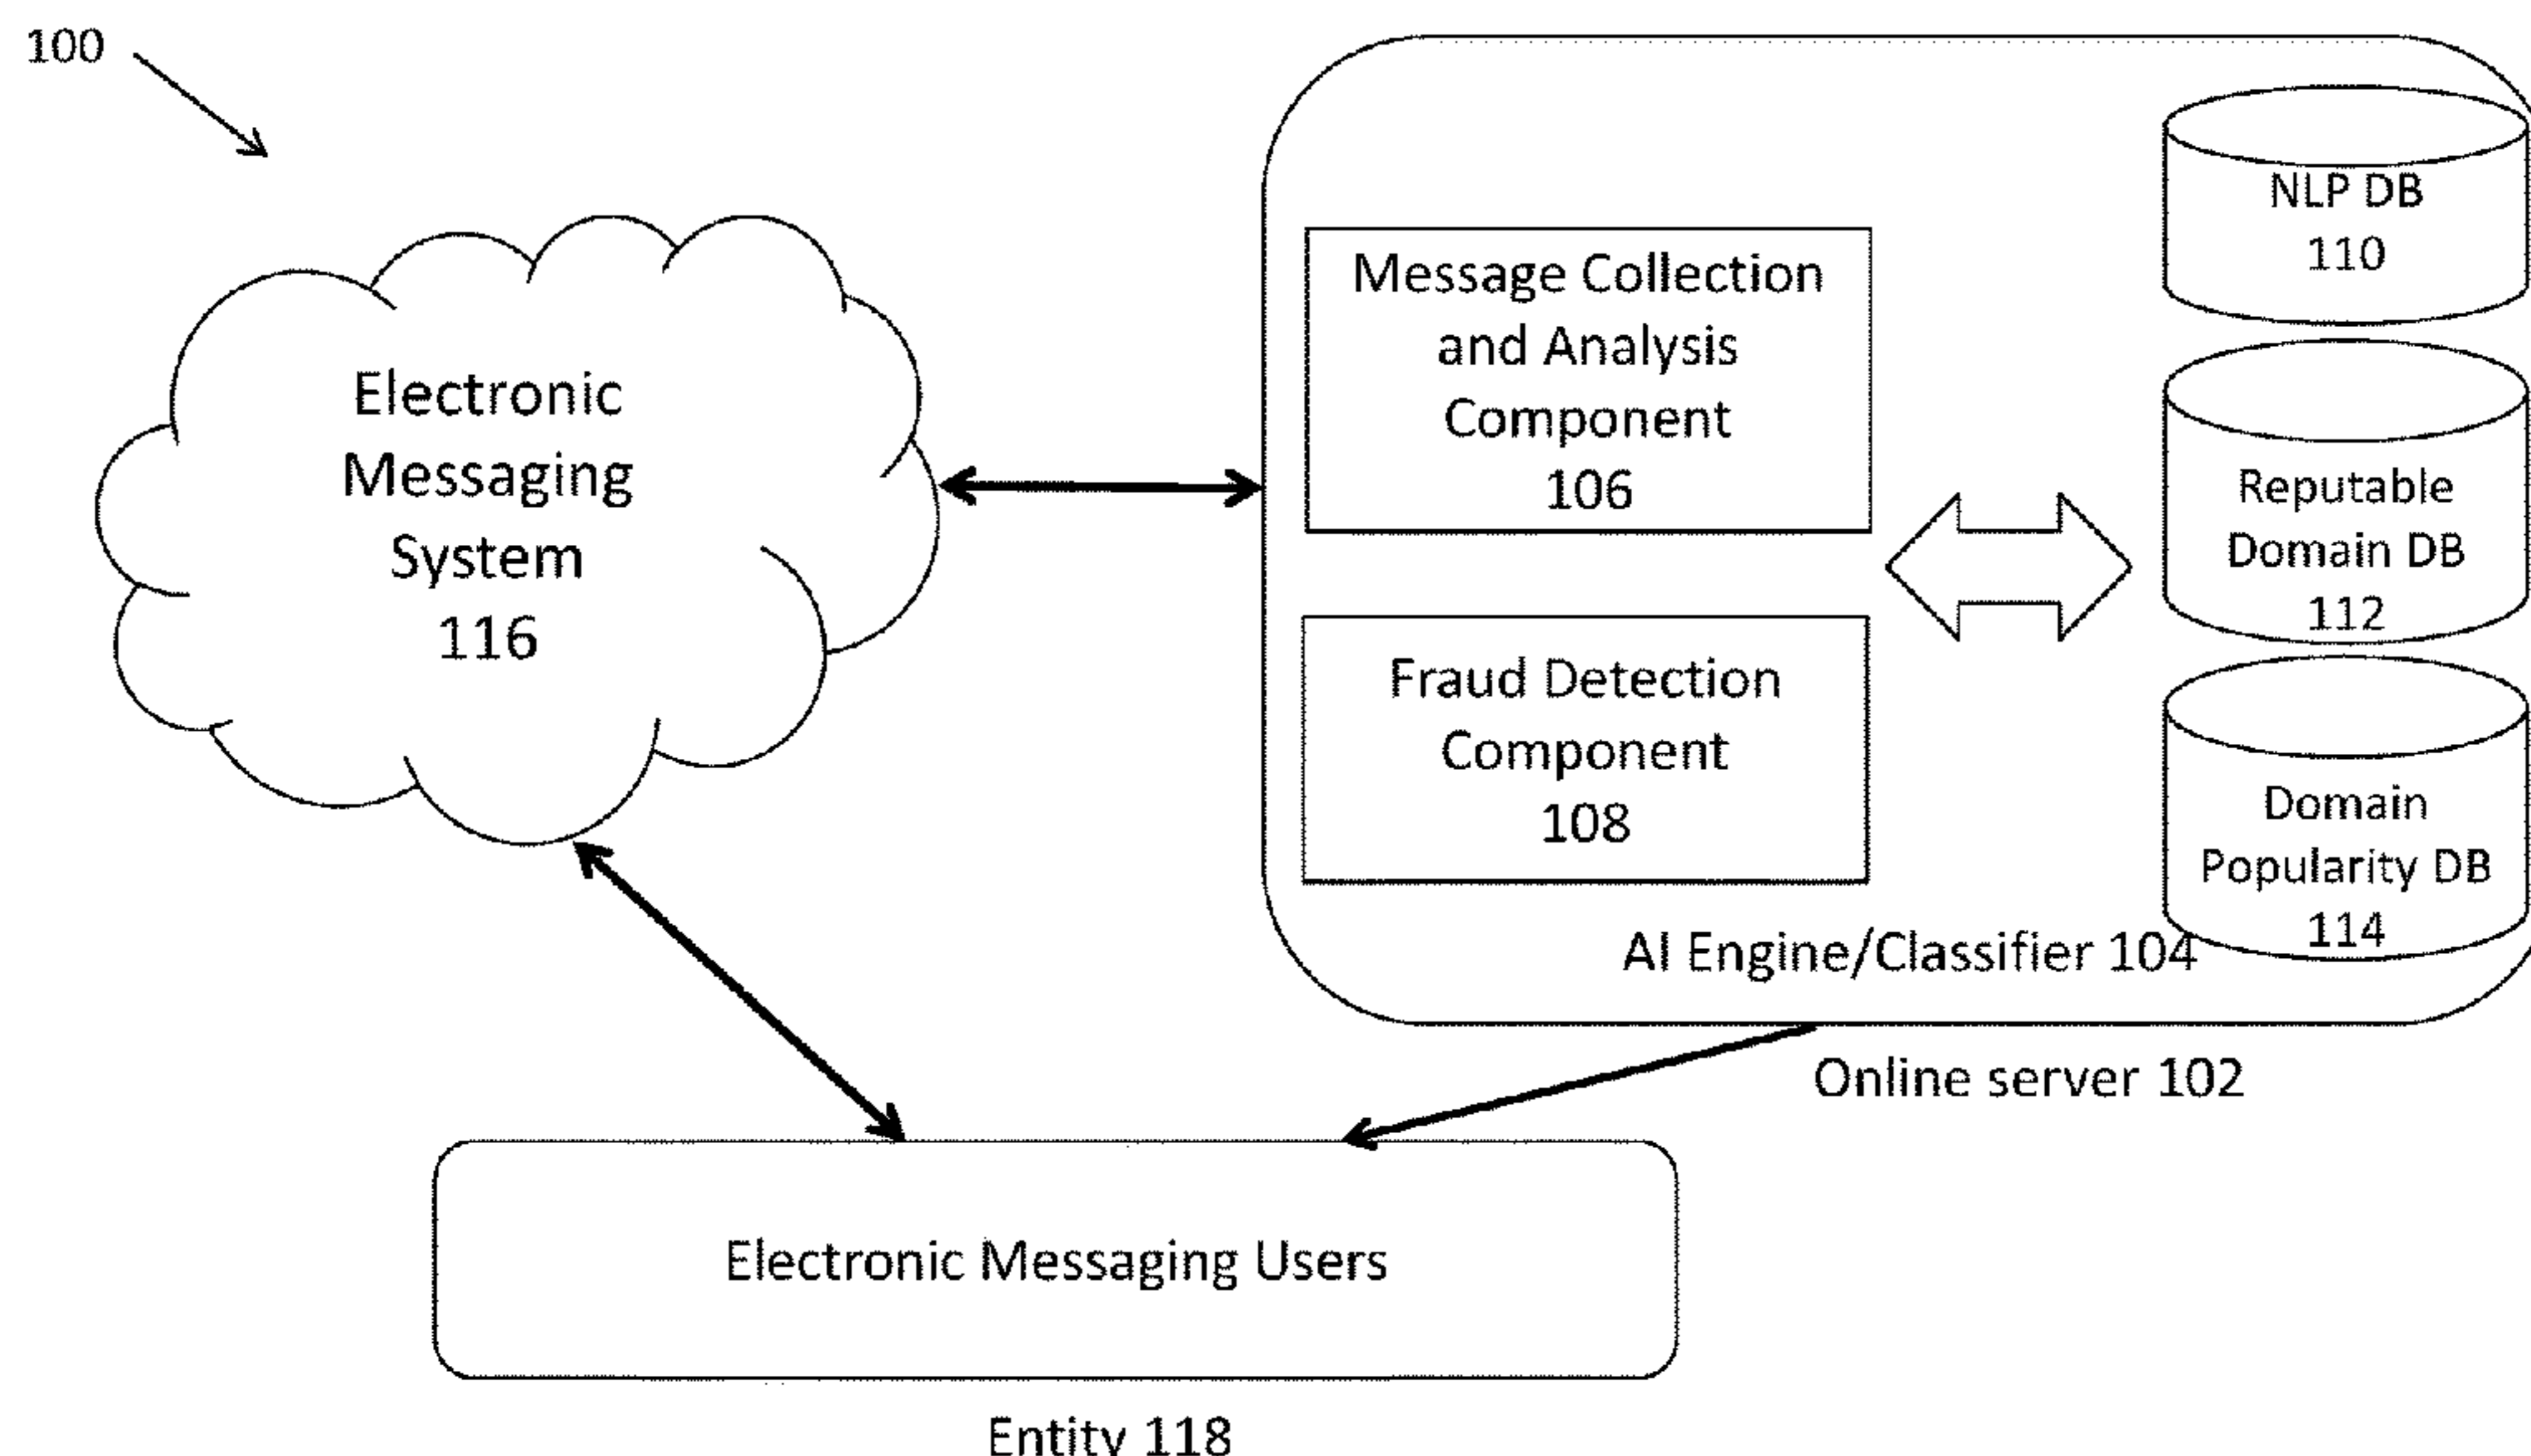 100
Electronic
Messaging
System
116
Message Collection
and Analysis
Component
106
Fraud Detection
Component
108
NLP DB
110
Reputable
Domain DB
112
Domain
Popularity DB
114
AI Engine/Classifier 104
Online server 102
Electronic Messaging Users
Entity 118